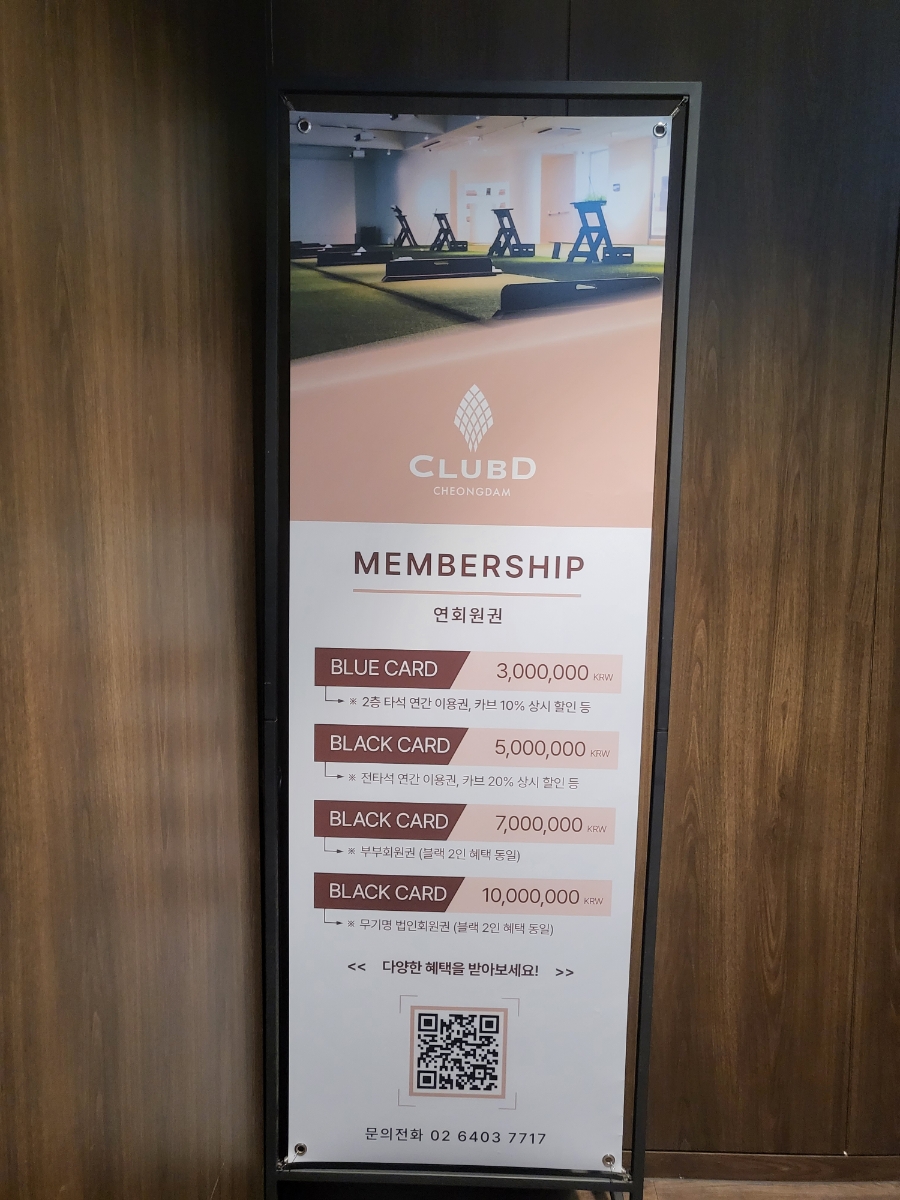 CLUBD
CHEONGDAM
MEMBERSHIP
연회원권
BLUE CARD 3,000,000 KRW
※ 2층 타석 연간 이용권, 카브 10% 상시 할인 등
BLACK CARD 5,000,000 KRW
※ 전타석 연간 이용권, 카브 20% 상시 할인 등
BLACK CARD 7,000,000 KRW
※ 부부회원권 (블랙 2인 혜택 동일)
BLACK CARD 10,000,000 KRW
※ 무기명 법인회원권 (블랙 2인 혜택 동일)
<< 다양한 혜택을 받아보세요! >>
문의전화 02 6403 7717